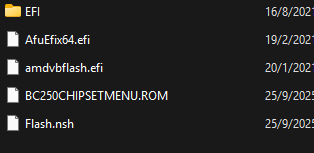 EFI 16/8/2021
AfuEfix64.efi 19/2/2021
amdvbflash.efi 20/1/2021
BC250CHIPSETMENU.ROM 25/9/2025
Flash.nsh 25/9/2025